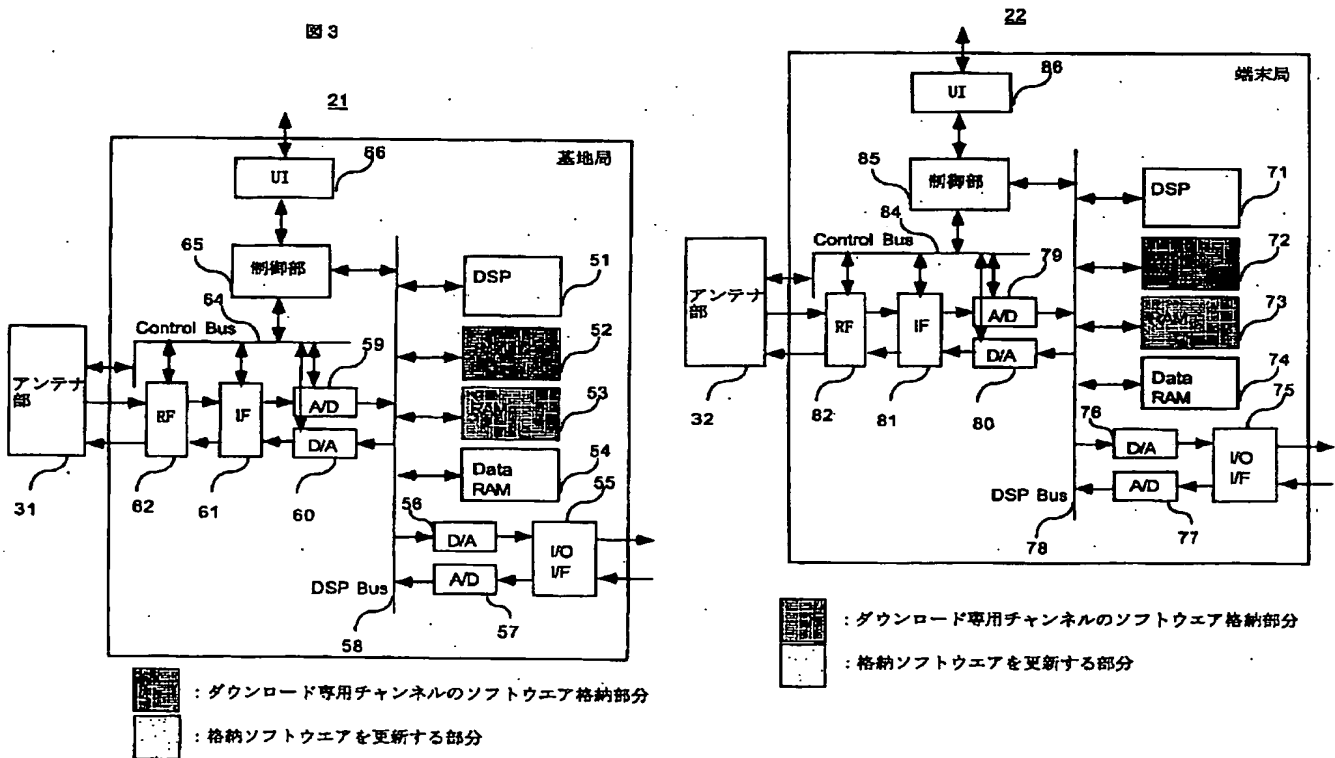 図3
21
基地局
66
UI
65
制御部
64
Control Bus
アンテナ部
RF
IF
A/D
D/A
59
31
62
61
60
DSP
51
52
RAM
53
Data RAM
54
55
56
D/A
A/D
I/O I/F
57
DSP Bus
58
:ダウンロード専用チャンネルのソフトウエア格納部分
:格納ソフトウエアを更新する部分
22
端末局
86
UI
85
制御部
84
Control Bus
アンテナ部
RF
IF
A/D
D/A
79
32
82
81
80
DSP
71
72
RAM
73
Data RAM
74
75
76
D/A
A/D
I/O I/F
77
DSP Bus
78
:ダウンロード専用チャンネルのソフトウエア格納部分
:格納ソフトウエアを更新する部分